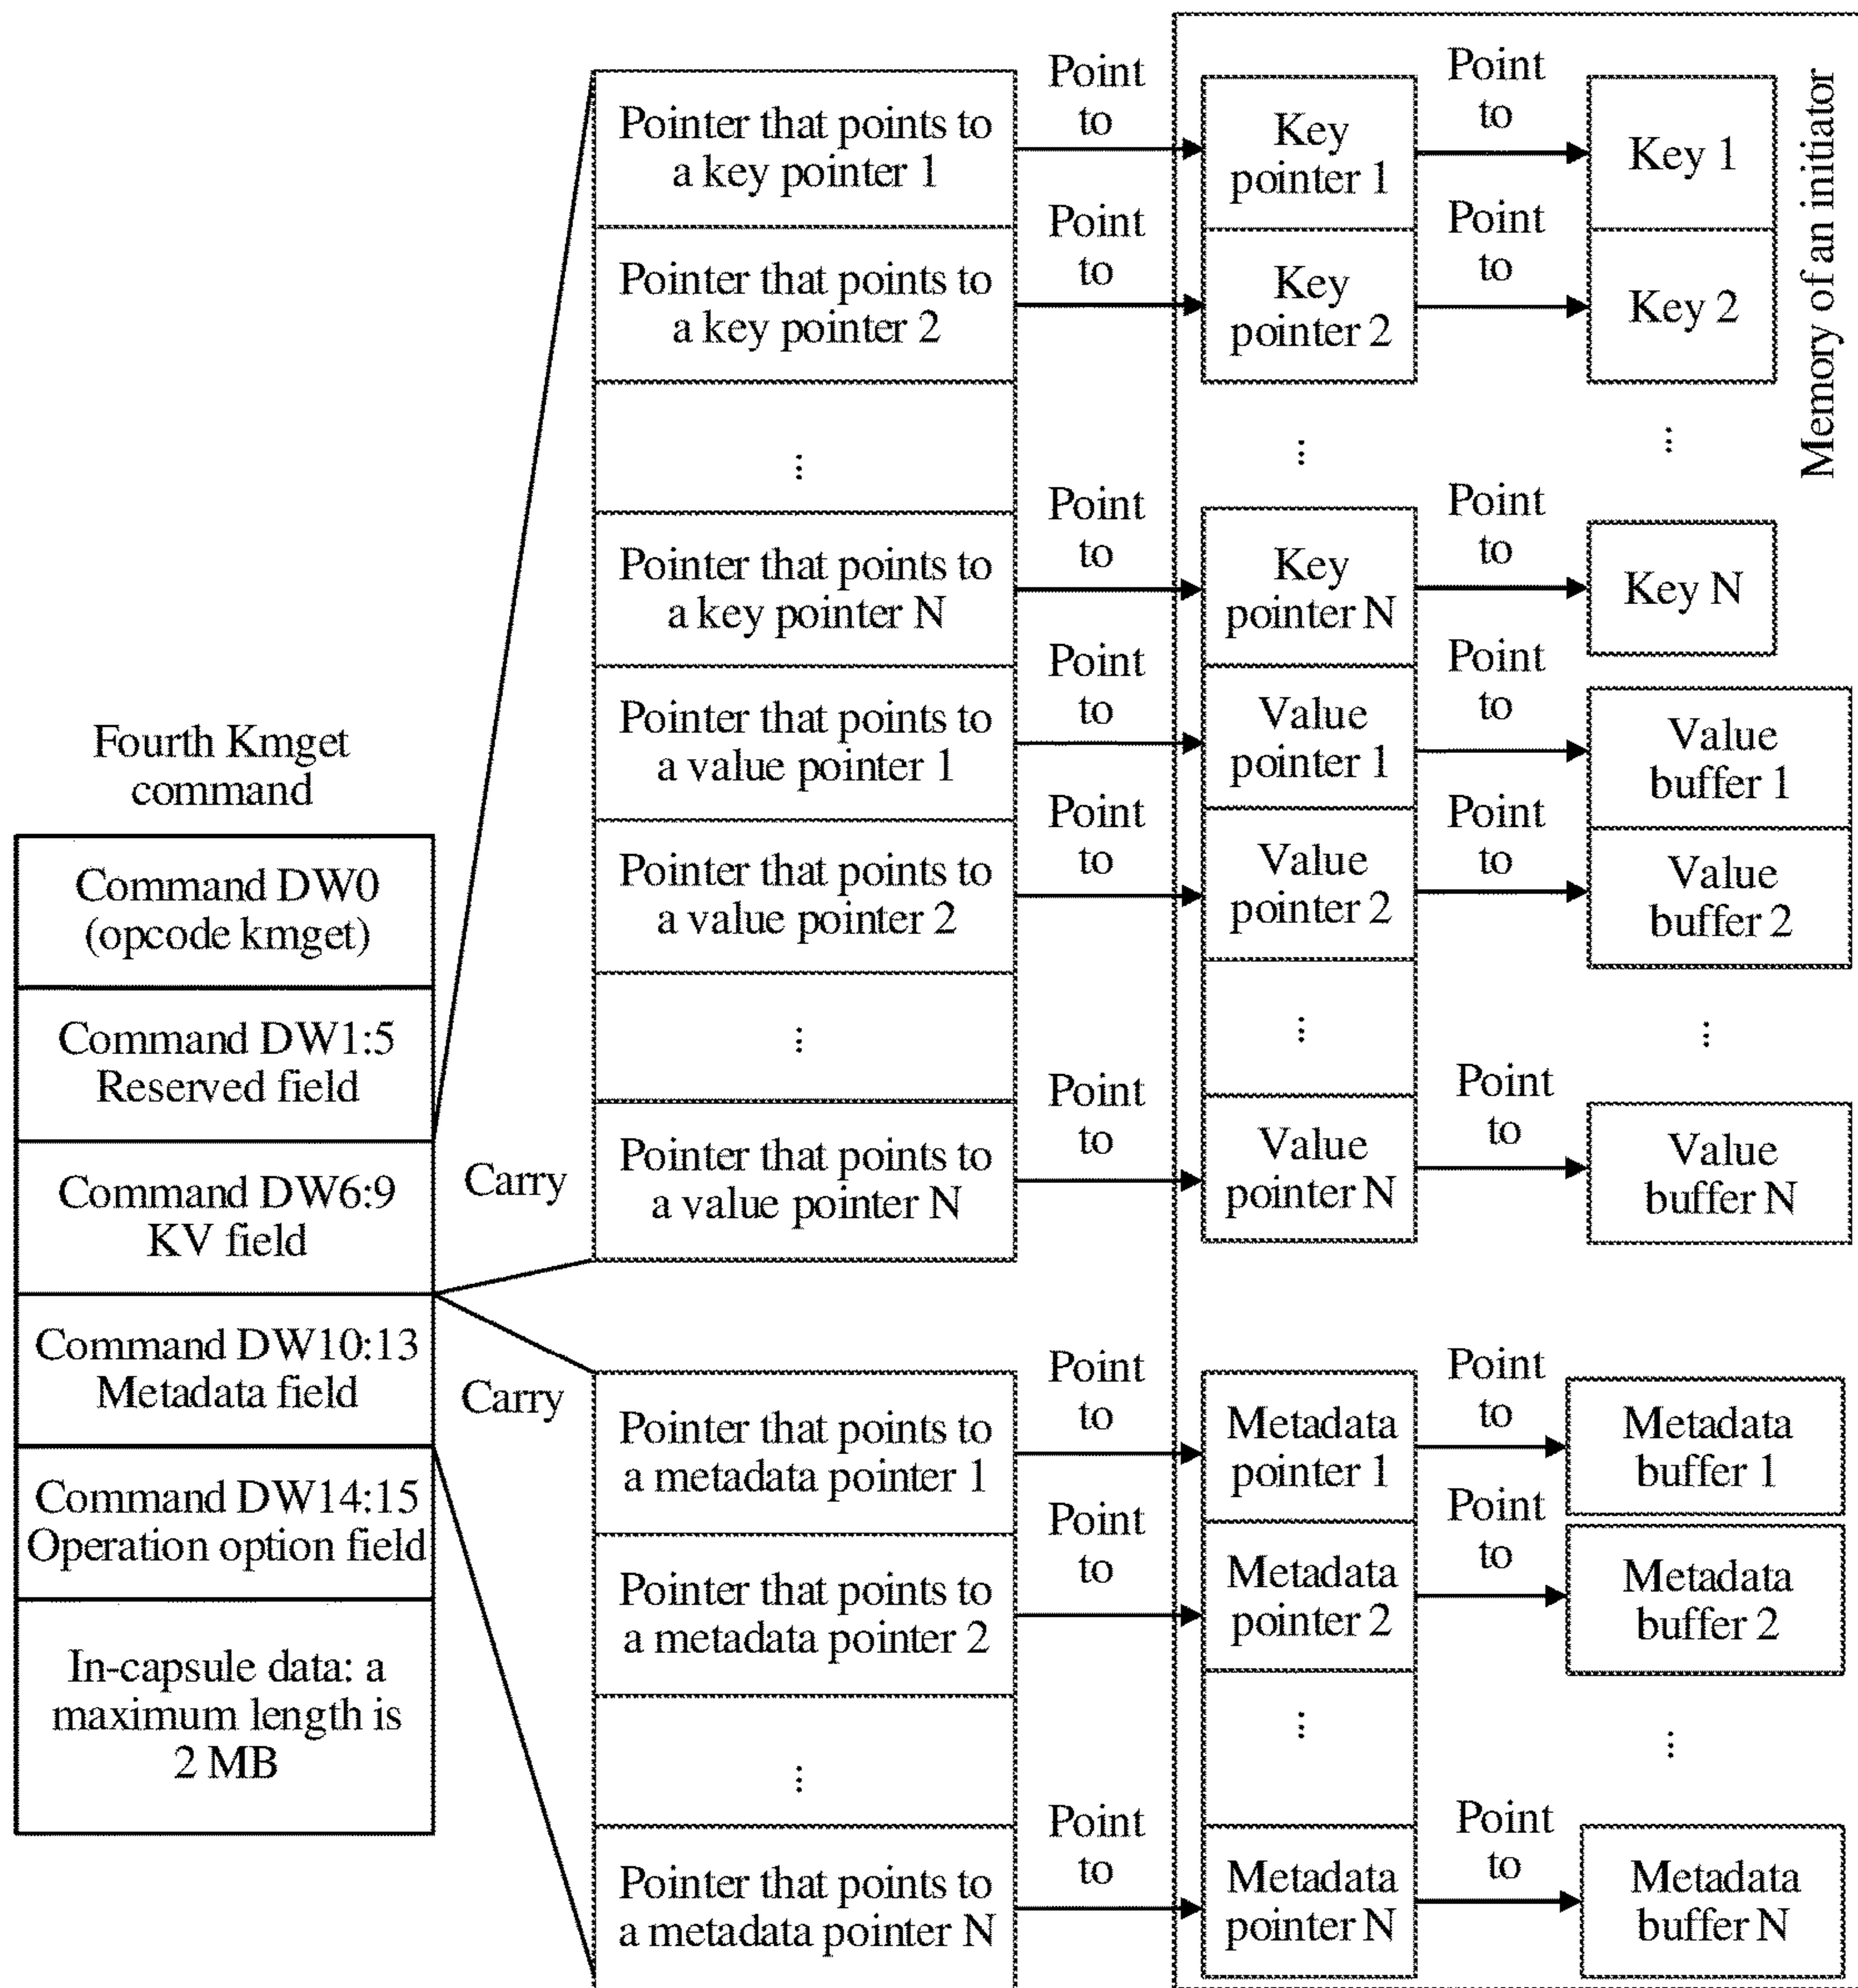 Fourth Kmget
command
Command DW0
(opcode kmget)
Command DW1:5
Reserved field
Command DW6:9
KV field
Command DW10:13
Metadata field
Command DW14:15
Operation option field
In-capsule data: a
maximum length is
2 MB
Carry
Carry
Pointer that points to
a key pointer 1
Pointer that points to
a key pointer 2
...
Pointer that points to
a key pointer N
Pointer that points to
a value pointer 1
Pointer that points to
a value pointer 2
...
Pointer that points to
a value pointer N
Pointer that points to
a metadata pointer 1
Pointer that points to
a metadata pointer 2
...
Pointer that points to
a metadata pointer N
Point
to
Point
to
Point
to
Point
to
Point
to
Point
to
Point
to
Point
to
Point
to
Key
pointer 1
Key
pointer 2
...
Key
pointer N
Value
pointer 1
Value
pointer 2
...
Value
pointer N
Metadata
pointer 1
Metadata
pointer 2
...
Metadata
pointer N
Point
to
Point
to
Point
to
Point
to
Point
to
Point
to
Point
to
Point
to
Point
to
Key 1
Key 2
...
Key N
Value
buffer 1
Value
buffer 2
...
Value
buffer N
Metadata
buffer 1
Metadata
buffer 2
...
Metadata
buffer N
Memory of an initiator